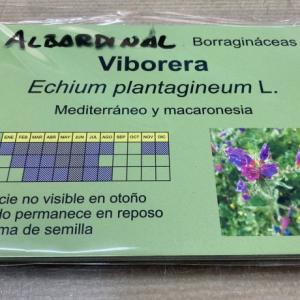 ALBARDINAL
Borragináceas
Viborera
Echium plantagineum L.
Mediterráneo y macaronesia
ENE FEB MAR ABR MAY JUN JUL AGO SEP OCT NOV DIC
cie no visible en otoño
do permanece en reposo
ma de semilla